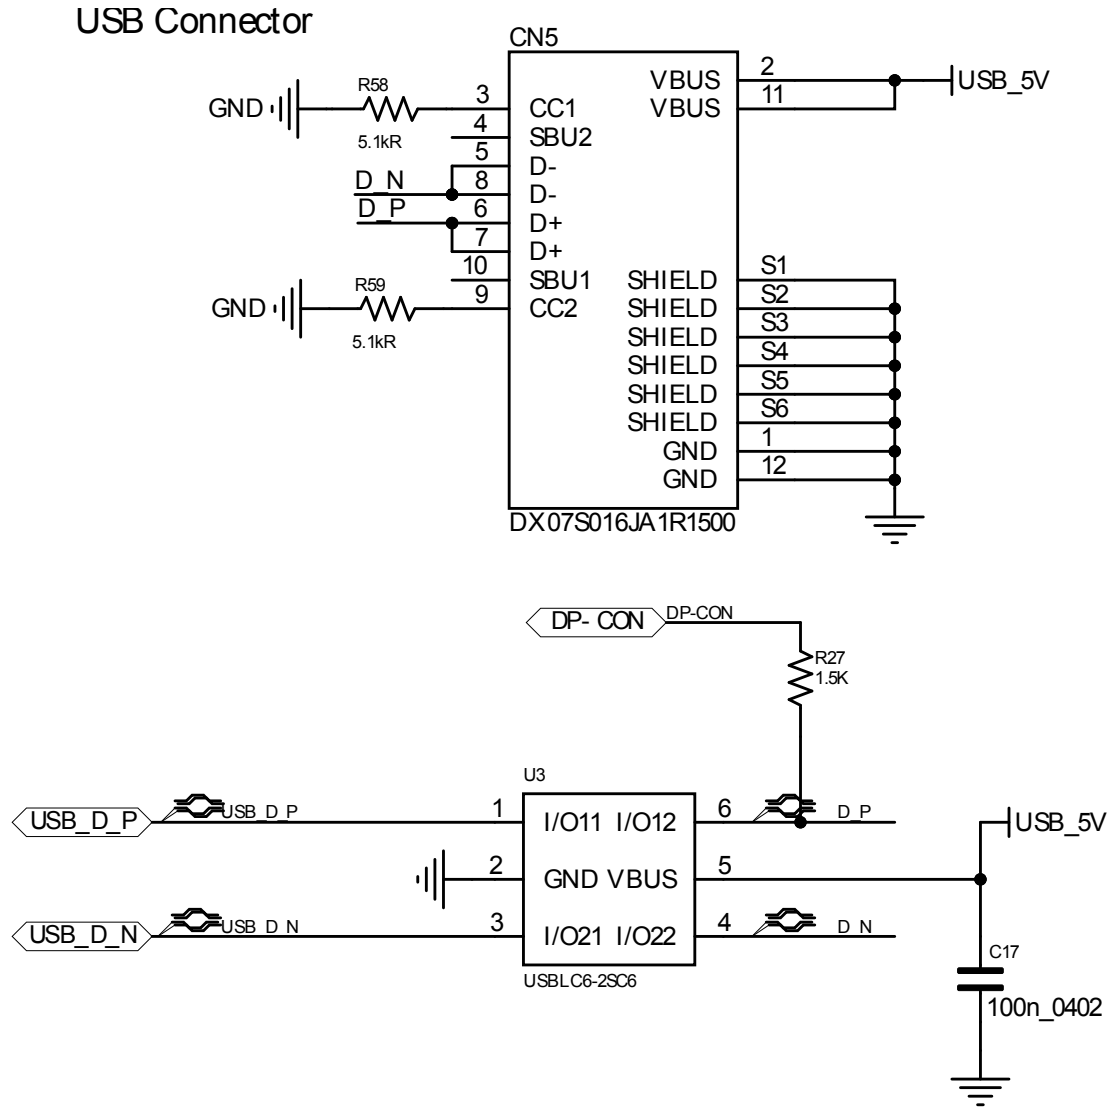 USB Connector
CN5
GND
R58
5.1kR
3
CC1
4
SBU2
5
D-
D_N
8
D-
D_P
6
D+
7
D+
10
SBU1
GND
R59
5.1kR
9
CC2
VBUS
2
USB_5V
VBUS
11
SHIELD
S1
SHIELD
S2
SHIELD
S3
SHIELD
S4
SHIELD
S5
SHIELD
S6
GND
1
GND
12
DX07S016JA1R1500
DP- CON
DP-CON
R27
1.5K
U3
USB_D_P
USB_D_P
1
I/O11
I/O12
6
D_P
USB_5V
2
GND
VBUS
5
USB_D_N
USB_D_N
3
I/O21
I/O22
4
D_N
USBLC6-2SC6
C17
100n_0402